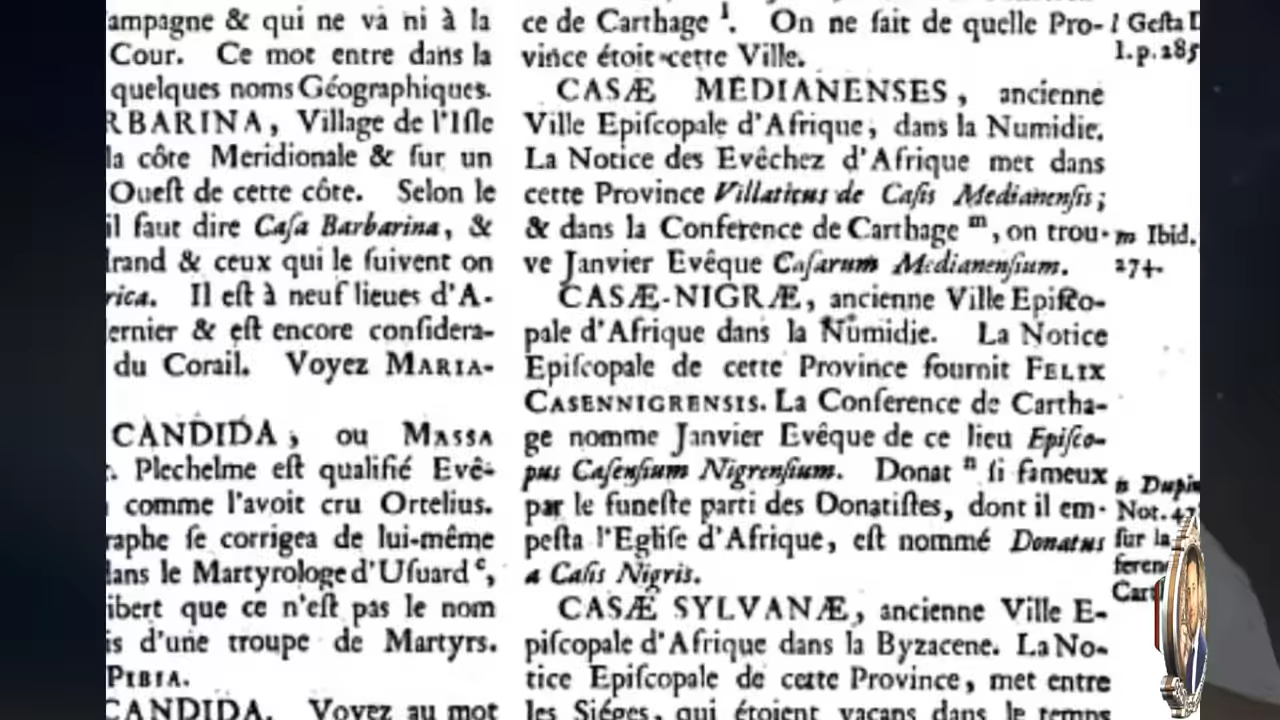 ampagne & qui ne va ni à la
Cour. Ce mot entre dans la
quelques noms Géographiques.
RBARINA, Village de l'Iſle
la côte Meridionale & ſur un
Oueſt de cette côte. Selon le
il faut dire Caſa Barbarina, &
rand & ceux qui le ſuivent on
rica. Il eſt à neuf lieues d'A-
ernier & eſt encore conſidera-
du Corail. Voyez MARIA-
CANDIDA, ou MASSA
. Plechelme eſt qualifié Evê-
comme l'avoit cru Ortelius.
raphe ſe corrigea de lui-même
dans le Martyrologe d'Uſuard c,
ibert que ce n'eſt pas le nom
is d'une troupe de Martyrs.
PIBIA.
CANDIDA. Voyez au mot
ce de Carthage l. On ne ſait de quelle Pro-
vince étoit cette Ville.
CASÆ MEDIANENSES, ancienne
Ville Epiſcopale d'Afrique, dans la Numidie.
La Notice des Evêchez d'Afrique met dans
cette Province Villaticus de Caſis Medianenſis;
& dans la Conference de Carthage m, on trou-
ve Janvier Evêque Caſarum Medianenſium.
CASÆ-NIGRÆ, ancienne Ville Epiſco-
pale d'Afrique dans la Numidie. La Notice
Epiſcopale de cette Province fournit FELIX
CASENNIGRENSIS. La Conference de Cartha-
ge nomme Janvier Evêque de ce lieu Epiſco-
pus Caſenſium Nigrenſium. Donat n ſi fameux
par le funeſte parti des Donatiſtes, dont il em-
peſta l'Egliſe d'Afrique, eſt nommé Donatus
a Caſis Nigris.
CASÆ SYLVANÆ, ancienne Ville E-
piſcopale d'Afrique dans la Byzacene. La No-
tice Epiſcopale de cette Province, met entre
les Siéges, qui étoient vacans dans le temps
l Geſta
l.p.285
m Ibid.
274.
n Dupin
Not. 47
ſur la
feren
Cart